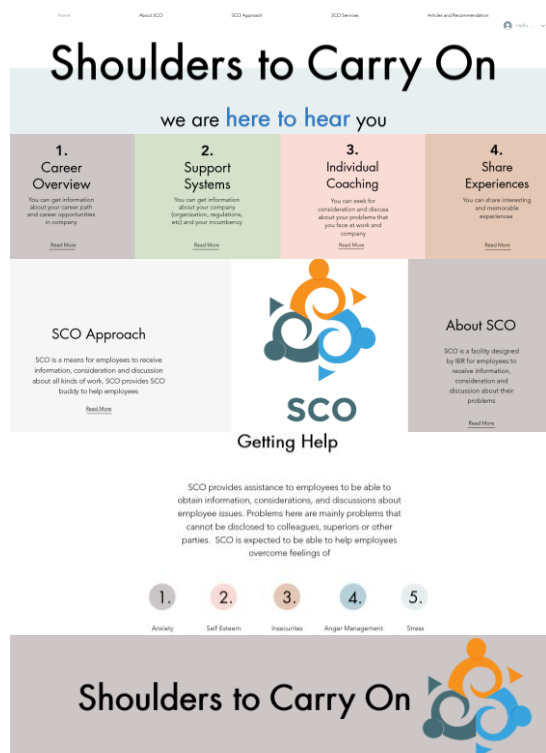 Home
About SCO
SCO Approach
SCO Services
Articles and Recommendation
Hello
Shoulders to Carry On
we are here to hear you
1.
Career
Overview
You can get information
about your career path
and career opportunities
in company
Read More
2.
Support
Systems
You can get information
about your company
(organization, regulations,
etc) and your incumbency
Read More
3.
Individual
Coaching
You can seek for
consideration and discuss
about your problems that
you face at work and
company
Read More
4.
Share
Experiences
You can share interesting
and memorable
experiences
Read More
SCO Approach
SCO is a means for employees to receive
information, consideration and discussion
about all kinds of work. SCO provides SCO
buddy to help employees
Read More
SCO
About SCO
SCO is a facility designed
by IER for employees to
receive information,
consideration and
discussion about their
problems
Read More
Getting Help
SCO provides assistance to employees to be able to
obtain information, considerations, and discussions about
employee issues. Problems here are mainly problems that
cannot be disclosed to colleagues, superiors or other
parties. SCO is expected to be able to help employees
overcome feelings of
1.
2.
3.
4.
5.
Anxiety
Self Esteem
Insecurites
Anger Management
Stress
Shoulders to Carry On